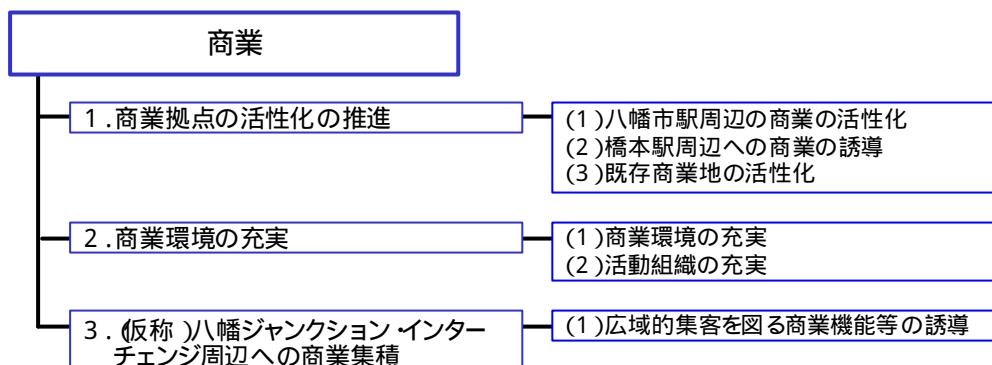 商業
1.商業拠点の活性化の推進
(1)八幡市駅周辺の商業の活性化
(2)橋本駅周辺への商業の誘導
(3)既存商業地の活性化
2.商業環境の充実
(1)商業環境の充実
(2)活動組織の充実
3.(仮称)八幡ジャンクション・インター
チェンジ周辺への商業集積
(1)広域的集客を図る商業機能等の誘導